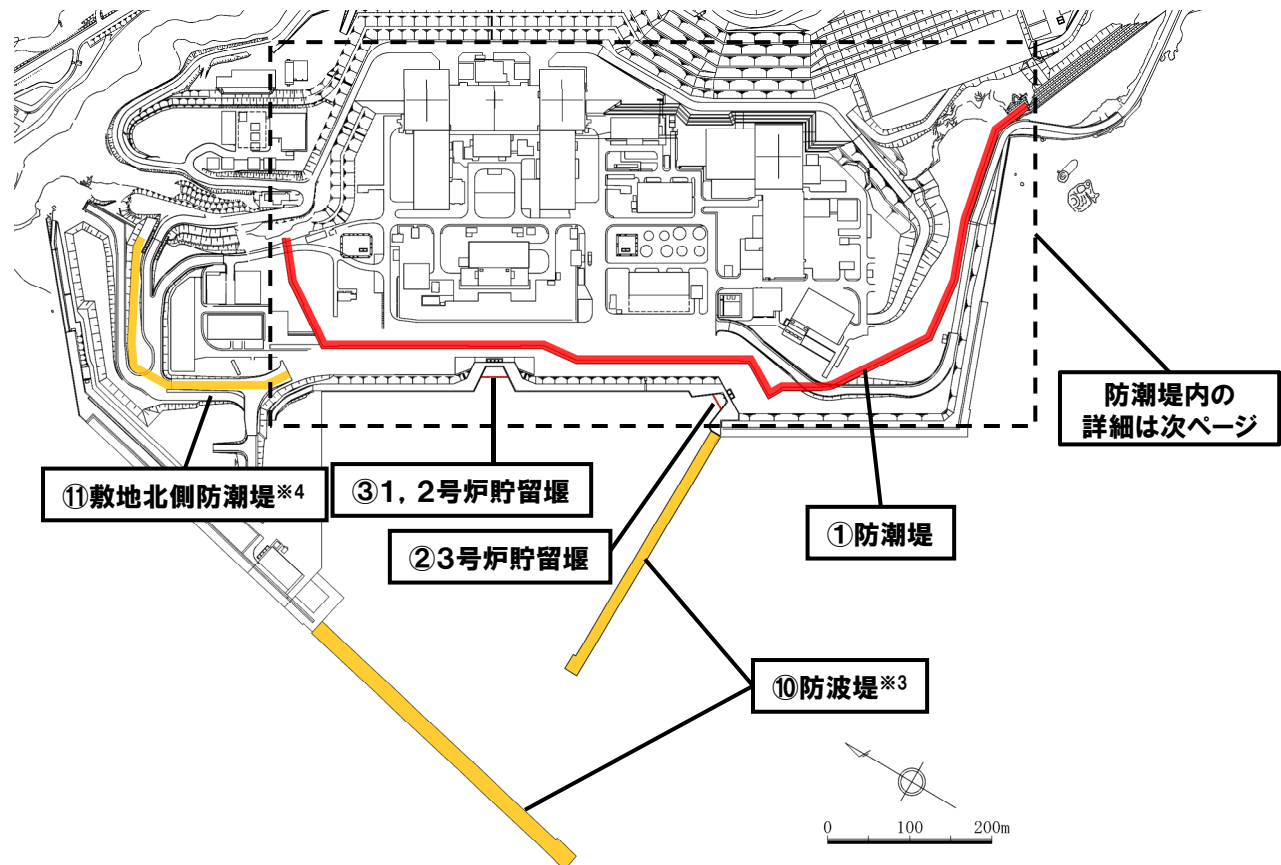 防潮堤内の
詳細は次ページ
⑪敷地北側防潮堤※4
③1，2号炉貯留堰
②3号炉貯留堰
①防潮堤
⑩防波堤※3
0 100 200m